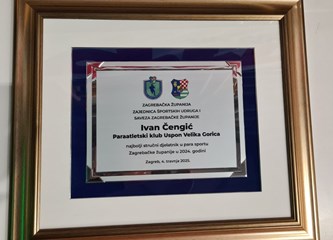 ZAGREBAČKA ŽUPANIJA
ZAJEDNICA ŠPORTSKIH UDRUGA I
SAVEZA ZAGREBAČKE ŽUPANIJE
Ivan Čengić
Paraatletski klub Uspon Velika Gorica
najbolji stručni djelatnik u para sportu
Zagrebačke županije u 2024. godini
Zagreb, 4. travnja 2025.